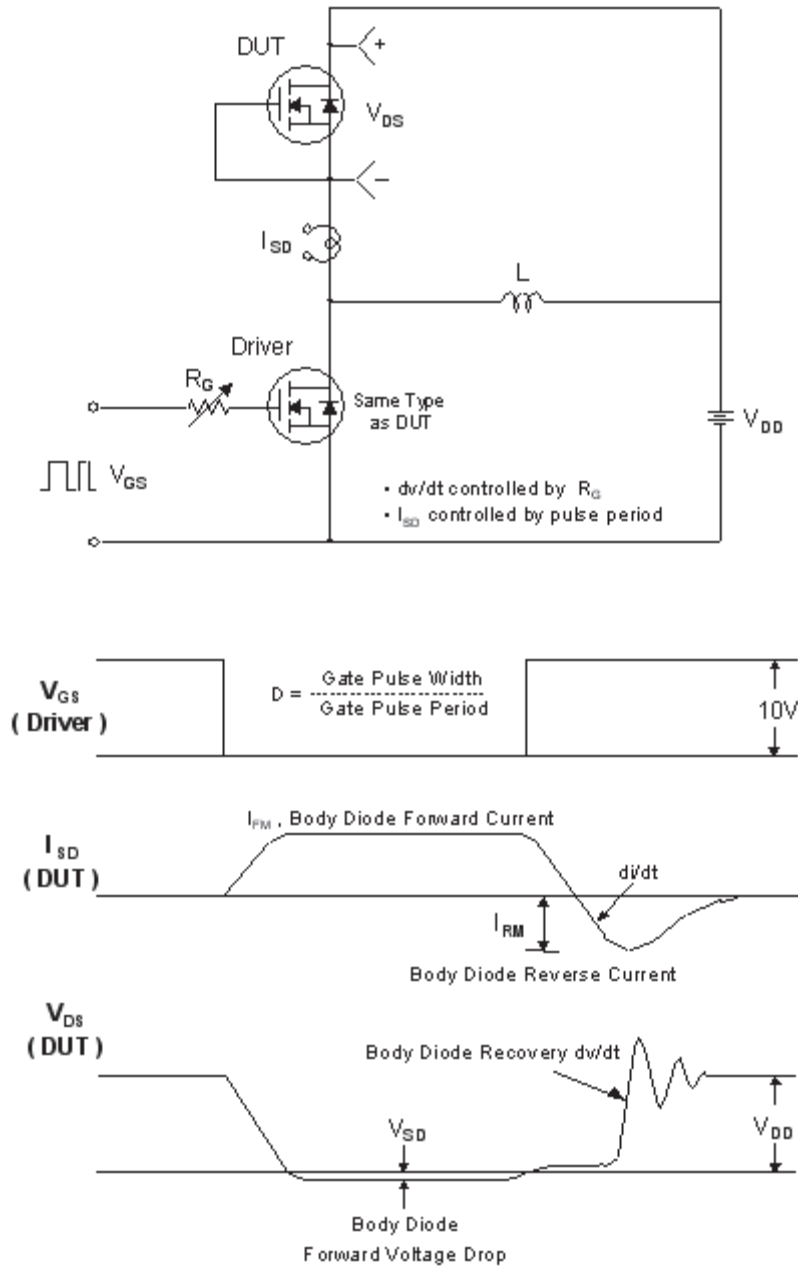 DUT
+
V_DS
−
I_SD
L
Driver
R_G
Same Type
as DUT
V_DD
V_GS
• dv/dt controlled by R_G
• I_SD controlled by pulse period
V_GS
( Driver )
D = Gate Pulse Width
Gate Pulse Period
10V
I_FM , Body Diode Forward Current
I_SD
( DUT )
di/dt
I_RM
Body Diode Reverse Current
V_DS
( DUT )
Body Diode Recovery dv/dt
V_SD
V_DD
Body Diode
Forward Voltage Drop